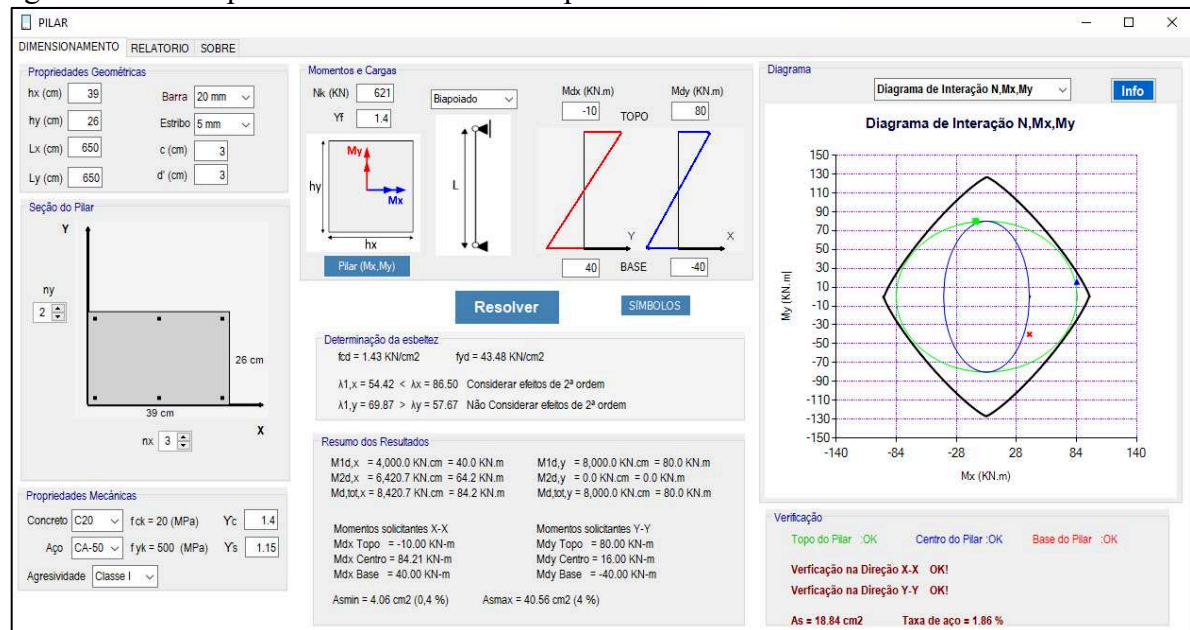 PILAR
DIMENSIONAMENTO RELATORIO SOBRE
Propriedades Geométricas
hx (cm) 39 Barra 20 mm
hy (cm) 26 Estribo 5 mm
Lx (cm) 650 c (cm) 3
Ly (cm) 650 d' (cm) 3
Seção do Pilar
Y
ny
2
26 cm
39 cm
X
nx 3
Propriedades Mecânicas
Concreto C20 fck = 20 (MPa) Ƴc 1.4
Aço CA-50 fyk = 500 (MPa) Ƴs 1.15
Agresividade Classe I
Momentos e Cargas
Nk (KN) 621 Biapoiado Mdx (KN.m) Mdy (KN.m)
Ƴf 1.4 -10 TOPO 80
My
hy Mx L
Y X
hx
Pilar (Mx,My) 40 BASE -40
Resolver SÍMBOLOS
Determinação da esbeltez
fcd = 1.43 KN/cm2 fyd = 43.48 KN/cm2
λ1,x = 54.42 < λx = 86.50 Considerar efeitos de 2ª ordem
λ1,y = 69.87 > λy = 57.67 Não Considerar efeitos de 2ª ordem
Resumo dos Resultados
M1d,x = 4,000.0 KN.cm = 40.0 KN.m M1d,y = 8,000.0 KN.cm = 80.0 KN.m
M2d,x = 6,420.7 KN.cm = 64.2 KN.m M2d,y = 0.0 KN.cm = 0.0 KN.m
Md,tot,x = 8,420.7 KN.cm = 84.2 KN.m Md,tot,y = 8,000.0 KN.cm = 80.0 KN.m
Momentos solicitantes X-X Momentos solicitantes Y-Y
Mdx Topo = -10.00 KN-m Mdy Topo = 80.00 KN-m
Mdx Centro = 84.21 KN-m Mdy Centro = 16.00 KN-m
Mdx Base = 40.00 KN-m Mdy Base = -40.00 KN-m
Asmin = 4.06 cm2 (0,4 %) Asmax = 40.56 cm2 (4 %)
Diagrama
Diagrama de Interação N,Mx,My Info
Diagrama de Interação N,Mx,My
150
130
110
90
70
50
30
10
-10
-30
-50
-70
-90
-110
-130
-150
My (KN.m)
-140 -84 -28 28 84 140
Mx (KN.m)
Verificação
Topo do Pilar :OK Centro do Pilar :OK Base do Pilar :OK
Verficação na Direção X-X OK!
Verficação na Direção Y-Y OK!
As = 18.84 cm2 Taxa de aço = 1.86 %